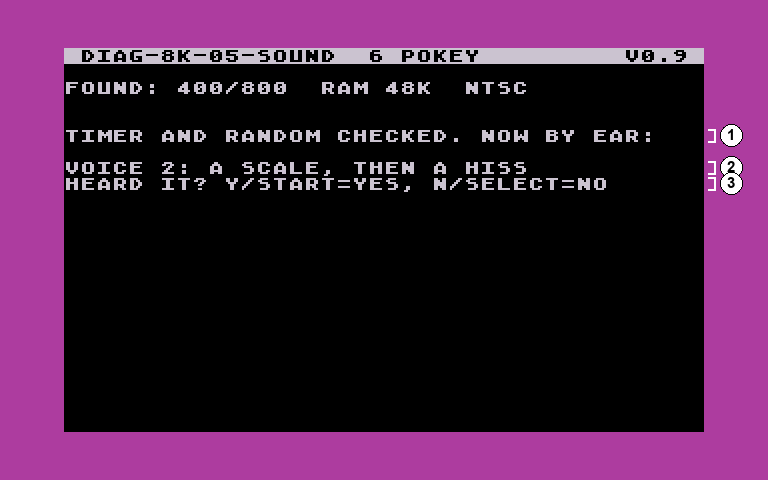 DIAG-8K-05-SOUND  6 POKEY V0.9
FOUND: 400/800  RAM 48K  NTSC
TIMER AND RANDOM CHECKED. NOW BY EAR: 1
VOICE 2: A SCALE, THEN A HISS 2
HEARD IT? Y/START=YES, N/SELECT=NO 3